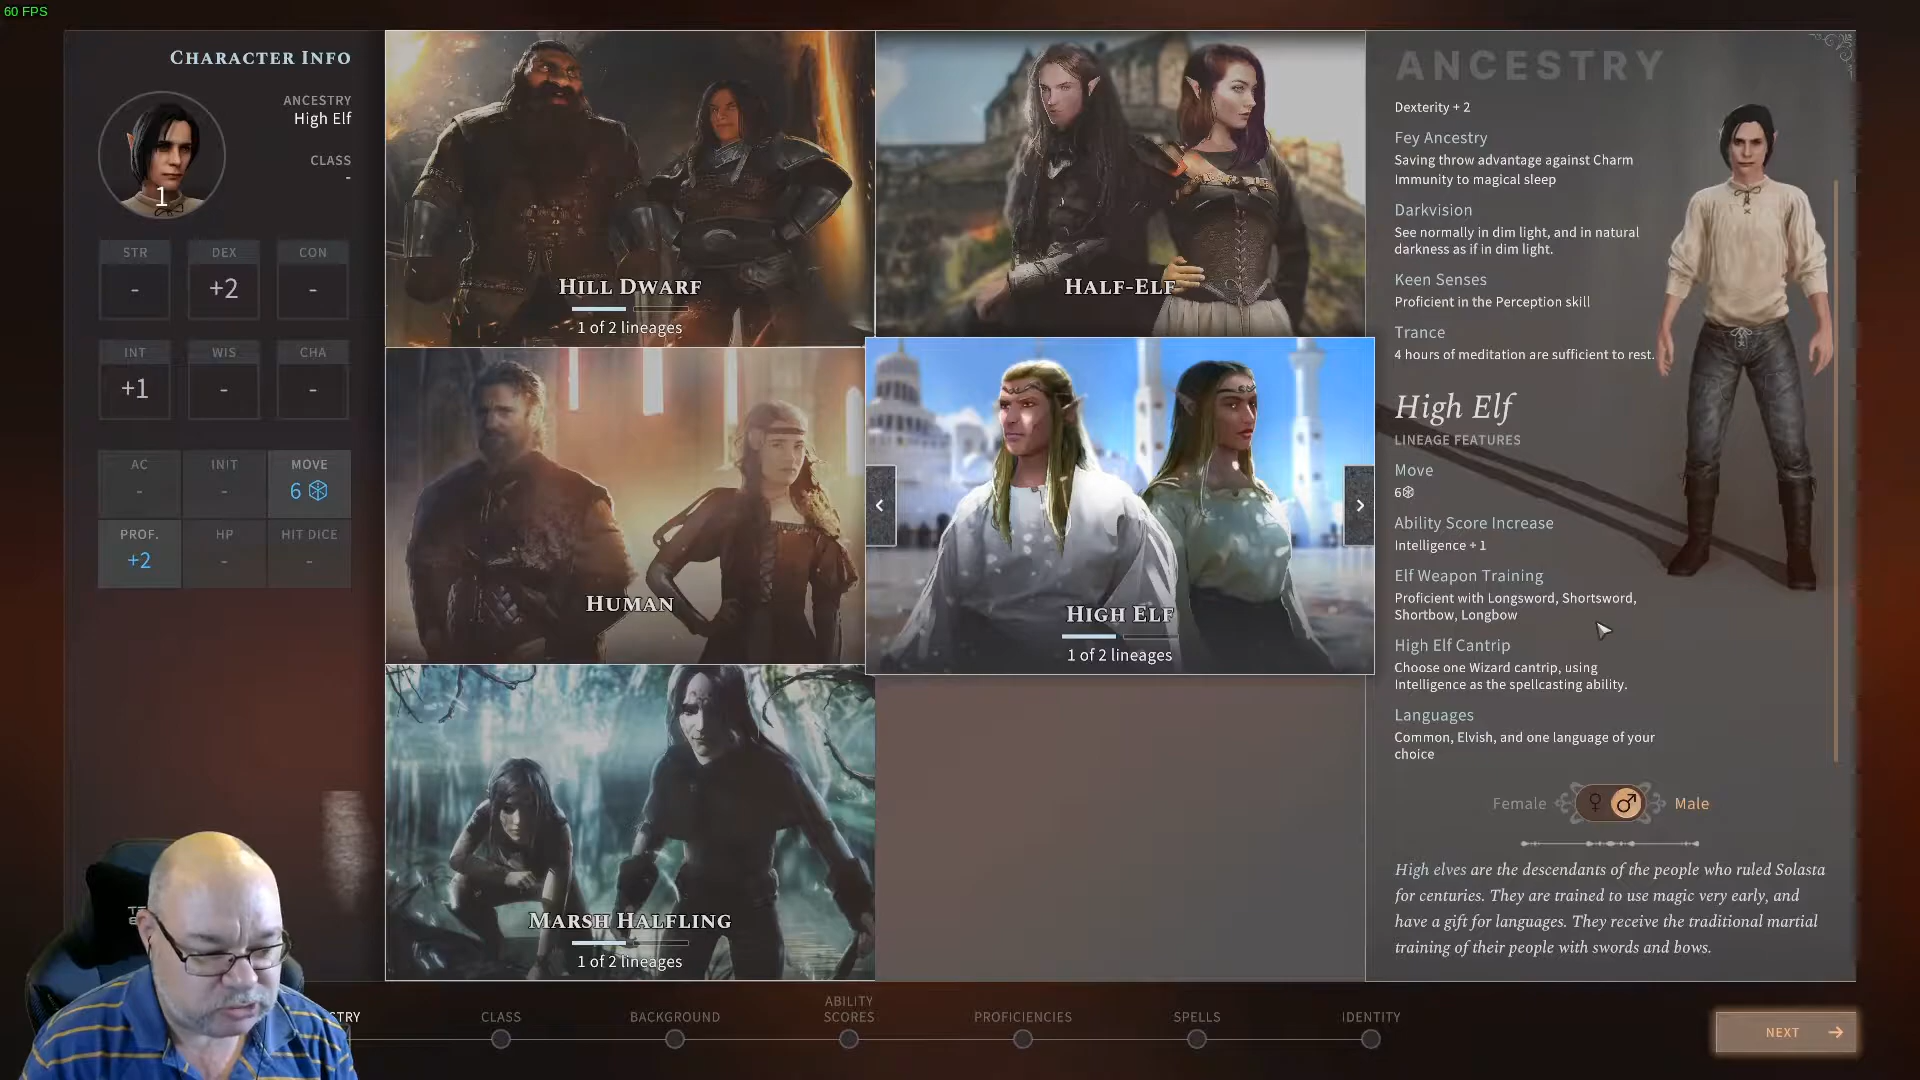 60 FPS
CHARACTER INFO
ANCESTRY
High Elf
CLASS
-
1
STR
DEX
CON
-
+2
-
INT
WIS
CHA
+1
-
-
AC
INIT
MOVE
-
-
6
PROF.
HP
HIT DICE
+2
-
-
HILL DWARF
1 of 2 lineages
HALF-ELF
HUMAN
HIGH ELF
1 of 2 lineages
MARSH HALFLING
1 of 2 lineages
ANCESTRY
Dexterity + 2
Fey Ancestry
Saving throw advantage against Charm
Immunity to magical sleep
Darkvision
See normally in dim light, and in natural
darkness as if in dim light.
Keen Senses
Proficient in the Perception skill
Trance
4 hours of meditation are sufficient to rest.
High Elf
LINEAGE FEATURES
Move
6
Ability Score Increase
Intelligence + 1
Elf Weapon Training
Proficient with Longsword, Shortsword,
Shortbow, Longbow
High Elf Cantrip
Choose one Wizard cantrip, using
Intelligence as the spellcasting ability.
Languages
Common, Elvish, and one language of your
choice
Female
Male
High elves are the descendants of the people who ruled Solasta
for centuries. They are trained to use magic very early, and
have a gift for languages. They receive the traditional martial
training of their people with swords and bows.
STRY
CLASS
BACKGROUND
ABILITY
SCORES
PROFICIENCIES
SPELLS
IDENTITY
NEXT